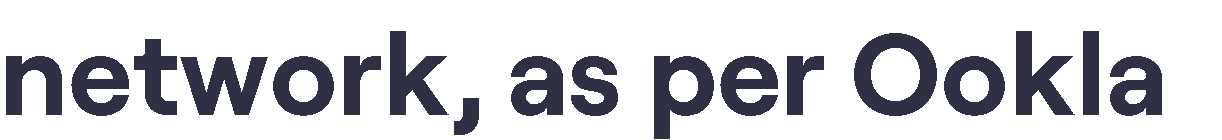 network, as per Ookla